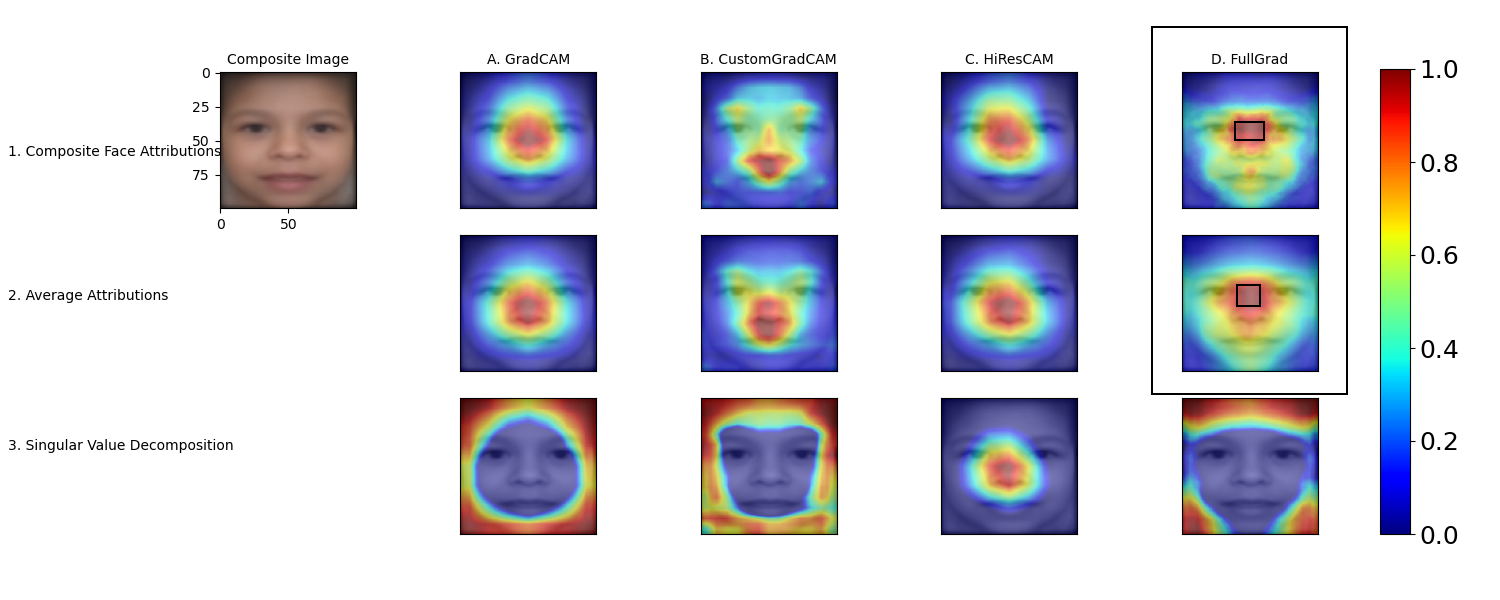 Composite Image
A. GradCAM
B. CustomGradCAM
C. HiResCAM
D. FullGrad
0
25
50
75
0
50
1. Composite Face Attributions
2. Average Attributions
3. Singular Value Decomposition
1.0
0.8
0.6
0.4
0.2
0.0